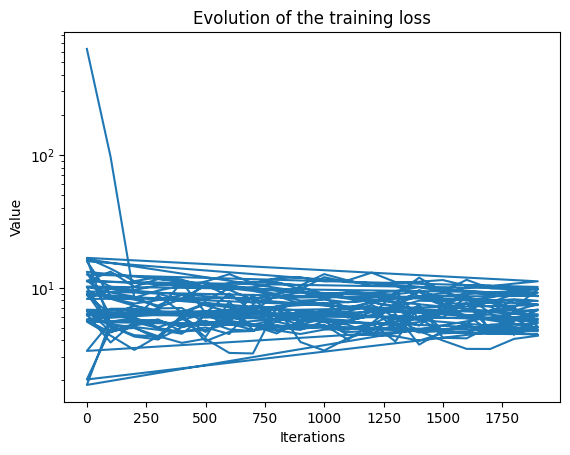 Evolution of the training loss
Value
10²
10¹
0 250 500 750 1000 1250 1500 1750
Iterations